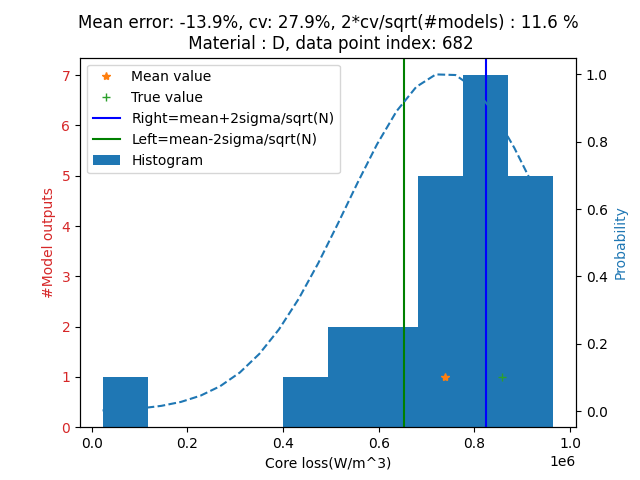 Mean error: -13.9%, cv: 27.9%, 2*cv/sqrt(#models) : 11.6 %
Material : D, data point index: 682
Mean value
True value
Right=mean+2sigma/sqrt(N)
Left=mean-2sigma/sqrt(N)
Histogram
#Model outputs
7
6
5
4
3
2
1
0
Probability
1.0
0.8
0.6
0.4
0.2
0.0
0.0 0.2 0.4 0.6 0.8 1.0
1e6
Core loss(W/m^3)